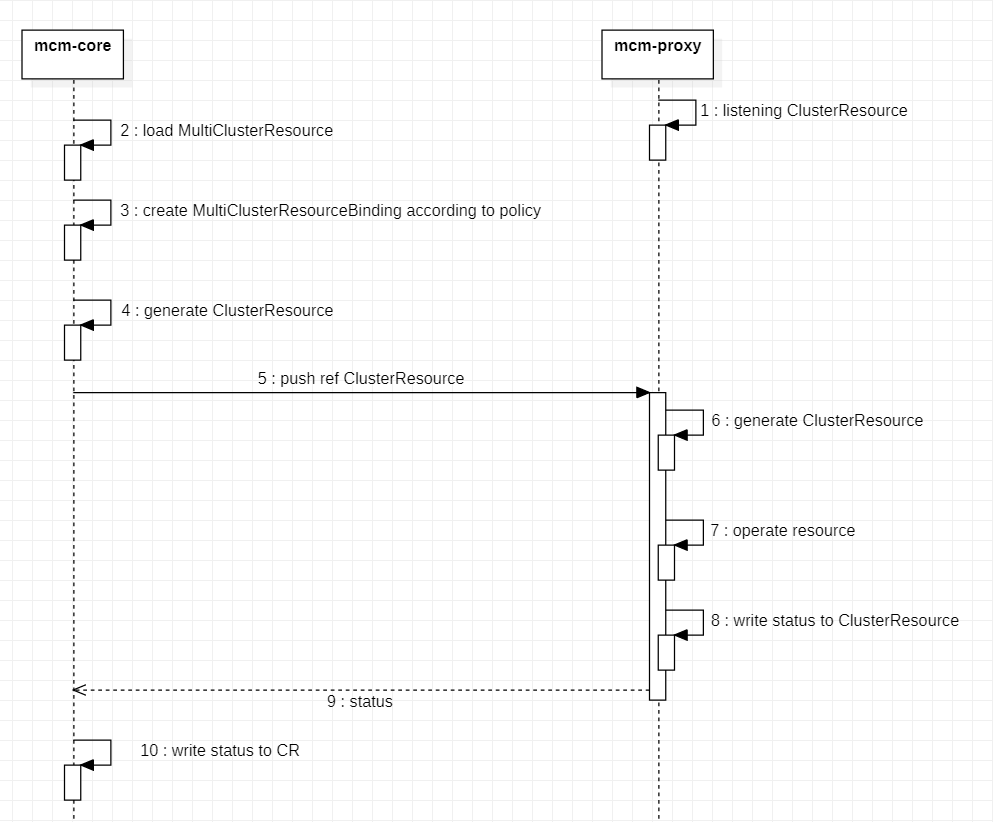 mcm-core
mcm-proxy
1 : listening ClusterResource
2 : load MultiClusterResource
3 : create MultiClusterResourceBinding according to policy
4 : generate ClusterResource
5 : push ref ClusterResource
6 : generate ClusterResource
7 : operate resource
8 : write status to ClusterResource
9 : status
10 : write status to CR